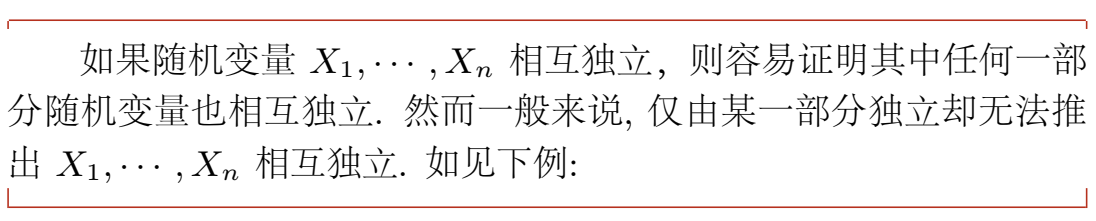 如果随机变量 X₁,⋯ ,Xₙ 相互独立，则容易证明其中任何一部
分随机变量也相互独立. 然而一般来说, 仅由某一部分独立却无法推
出 X₁,⋯ ,Xₙ 相互独立. 如见下例: